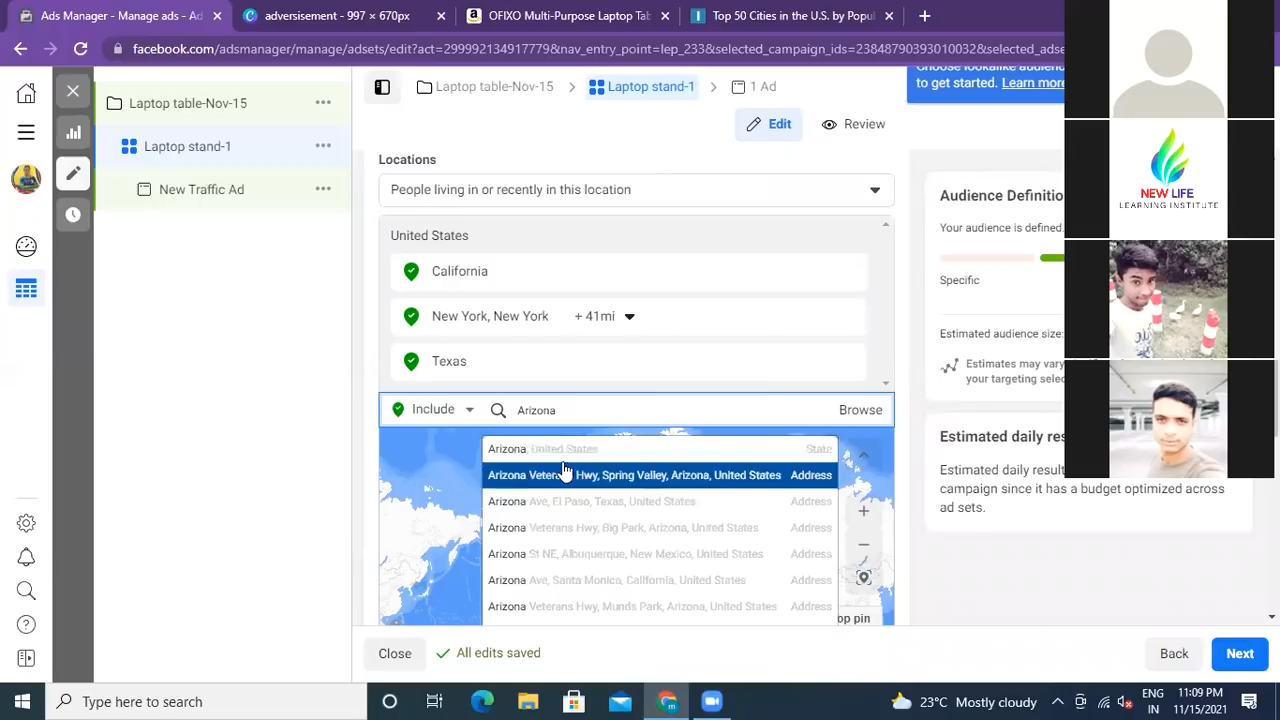 Ads Manager - Manage ads - Ads
advertisement - 997 × 670px
OFIXO Multi-Purpose Laptop Tabl
Top 50 Cities in the U.S. by Popul
facebook.com/adsmanager/manage/adsets/edit?act=299992134917779&nav_entry_point=lep_233&selected_campaign_ids=23848790393010032&selected_adse
Laptop table-Nov-15
Laptop stand-1
New Traffic Ad
Laptop table-Nov-15
Laptop stand-1
1 Ad
Edit
Review
Choose lookalike audien
to get started. Learn more
Locations
People living in or recently in this location
United States
California
New York, New York + 41mi
Texas
Include
Arizona
Browse
Arizona, United States State
Arizona Veterans Hwy, Spring Valley, Arizona, United States Address
Arizona Ave, El Paso, Texas, United States Address
Arizona Veterans Hwy, Big Park, Arizona, United States Address
Arizona St NE, Albuquerque, New Mexico, United States Address
Arizona Ave, Santa Monica, California, United States Address
Arizona Veterans Hwy, Munds Park, Arizona, United States Address
op pin
Audience Definitio
Your audience is defined.
Specific
Estimated audience size:
Estimates may vary
your targeting selec
Estimated daily res
Estimated daily result
campaign since it has a budget optimized across
ad sets.
NEW LIFE
LEARNING INSTITUTE
Close
All edits saved
Back
Next
Type here to search
23°C Mostly cloudy
ENG
IN
11:09 PM
11/15/2021